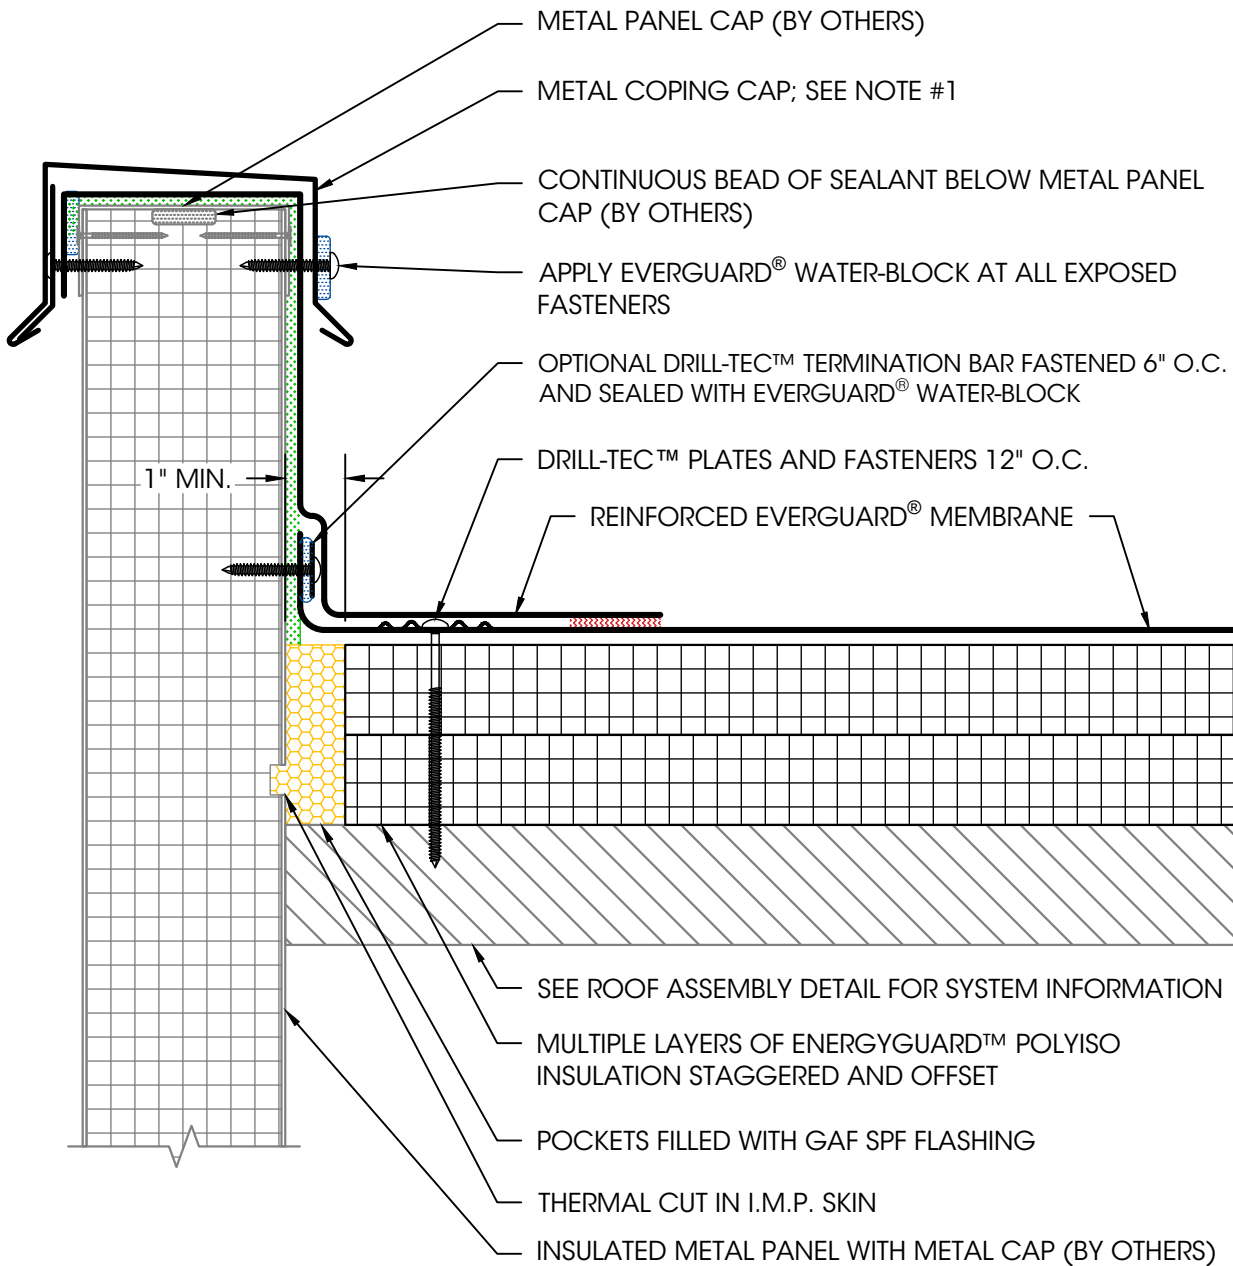 METAL PANEL CAP (BY OTHERS)
METAL COPING CAP; SEE NOTE #1
CONTINUOUS BEAD OF SEALANT BELOW METAL PANEL
CAP (BY OTHERS)
APPLY EVERGUARD® WATER-BLOCK AT ALL EXPOSED
FASTENERS
OPTIONAL DRILL-TEC™ TERMINATION BAR FASTENED 6" O.C.
AND SEALED WITH EVERGUARD® WATER-BLOCK
DRILL-TEC™ PLATES AND FASTENERS 12" O.C.
1" MIN.
REINFORCED EVERGUARD® MEMBRANE
SEE ROOF ASSEMBLY DETAIL FOR SYSTEM INFORMATION
MULTIPLE LAYERS OF ENERGYGUARD™ POLYISO
INSULATION STAGGERED AND OFFSET
POCKETS FILLED WITH GAF SPF FLASHING
THERMAL CUT IN I.M.P. SKIN
INSULATED METAL PANEL WITH METAL CAP (BY OTHERS)